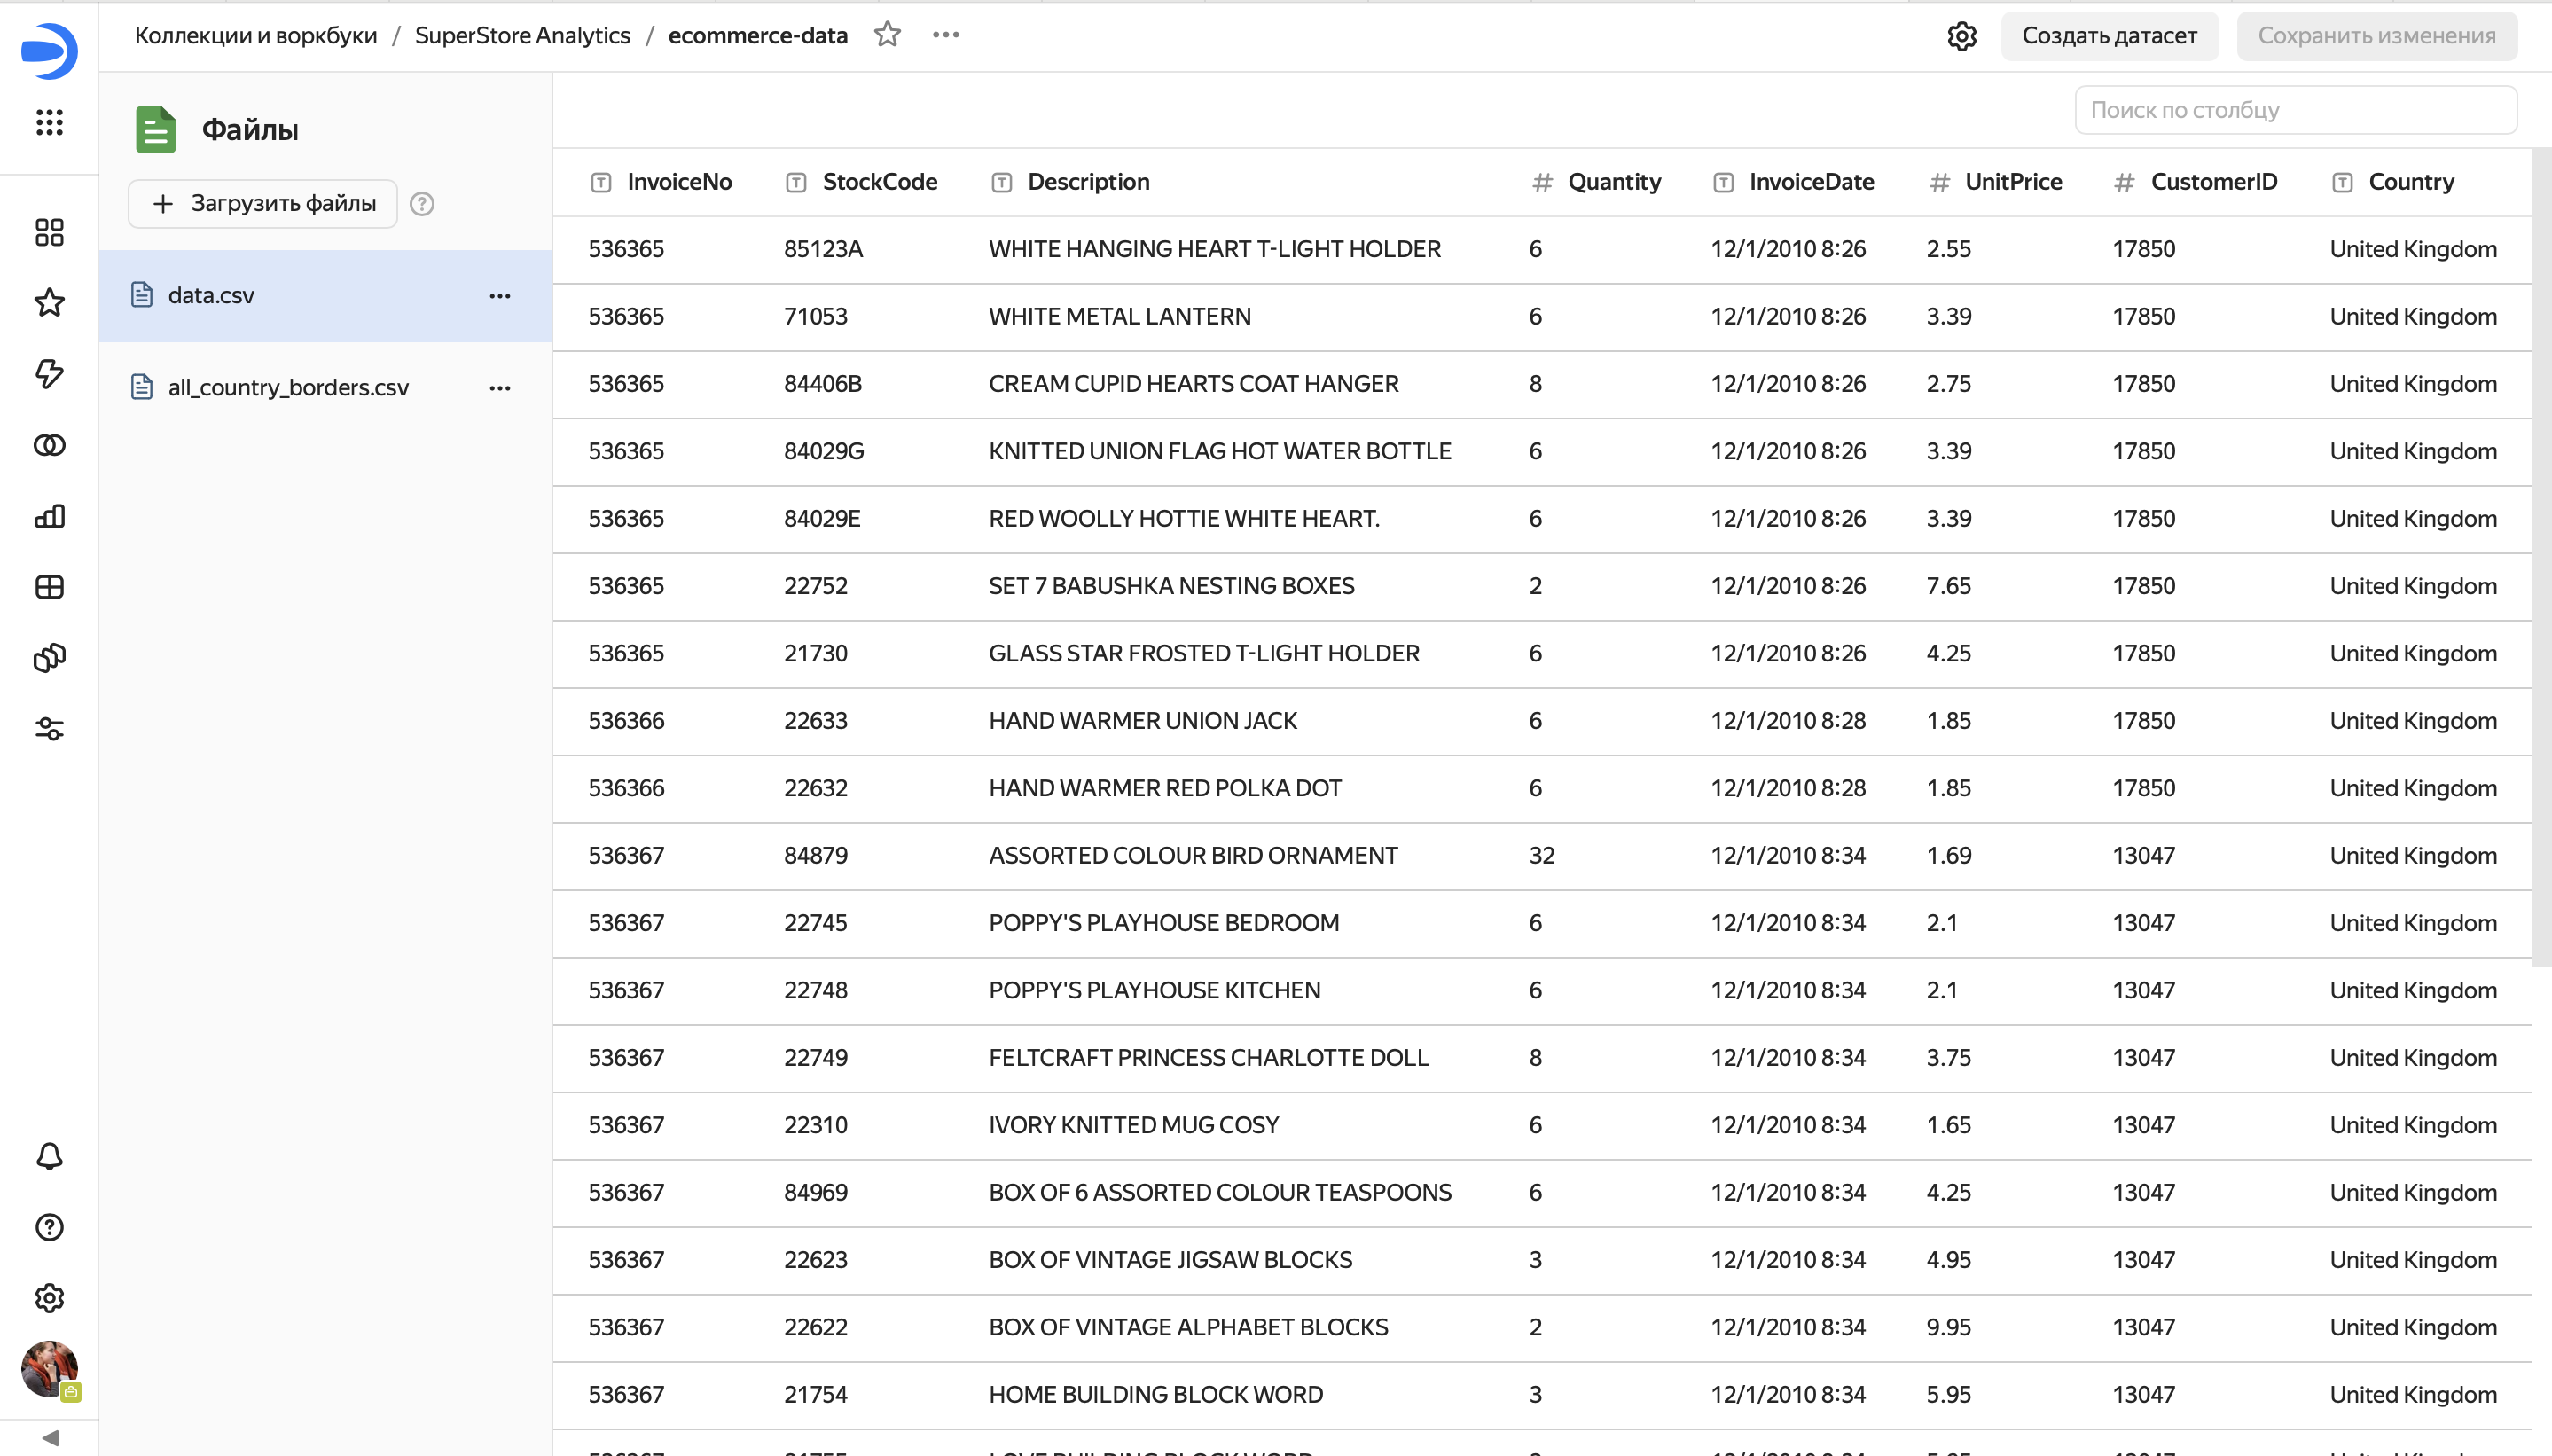 Коллекции и воркбуки / SuperStore Analytics / ecommerce-data
Создать датасет
Сохранить изменения
Файлы
Загрузить файлы
data.csv
all_country_borders.csv
Поиск по столбцу
InvoiceNo StockCode Description Quantity InvoiceDate UnitPrice CustomerID Country
536365 85123A WHITE HANGING HEART T-LIGHT HOLDER 6 12/1/2010 8:26 2.55 17850 United Kingdom
536365 71053 WHITE METAL LANTERN 6 12/1/2010 8:26 3.39 17850 United Kingdom
536365 84406B CREAM CUPID HEARTS COAT HANGER 8 12/1/2010 8:26 2.75 17850 United Kingdom
536365 84029G KNITTED UNION FLAG HOT WATER BOTTLE 6 12/1/2010 8:26 3.39 17850 United Kingdom
536365 84029E RED WOOLLY HOTTIE WHITE HEART. 6 12/1/2010 8:26 3.39 17850 United Kingdom
536365 22752 SET 7 BABUSHKA NESTING BOXES 2 12/1/2010 8:26 7.65 17850 United Kingdom
536365 21730 GLASS STAR FROSTED T-LIGHT HOLDER 6 12/1/2010 8:26 4.25 17850 United Kingdom
536366 22633 HAND WARMER UNION JACK 6 12/1/2010 8:28 1.85 17850 United Kingdom
536366 22632 HAND WARMER RED POLKA DOT 6 12/1/2010 8:28 1.85 17850 United Kingdom
536367 84879 ASSORTED COLOUR BIRD ORNAMENT 32 12/1/2010 8:34 1.69 13047 United Kingdom
536367 22745 POPPY'S PLAYHOUSE BEDROOM 6 12/1/2010 8:34 2.1 13047 United Kingdom
536367 22748 POPPY'S PLAYHOUSE KITCHEN 6 12/1/2010 8:34 2.1 13047 United Kingdom
536367 22749 FELTCRAFT PRINCESS CHARLOTTE DOLL 8 12/1/2010 8:34 3.75 13047 United Kingdom
536367 22310 IVORY KNITTED MUG COSY 6 12/1/2010 8:34 1.65 13047 United Kingdom
536367 84969 BOX OF 6 ASSORTED COLOUR TEASPOONS 6 12/1/2010 8:34 4.25 13047 United Kingdom
536367 22623 BOX OF VINTAGE JIGSAW BLOCKS 3 12/1/2010 8:34 4.95 13047 United Kingdom
536367 22622 BOX OF VINTAGE ALPHABET BLOCKS 2 12/1/2010 8:34 9.95 13047 United Kingdom
536367 21754 HOME BUILDING BLOCK WORD 3 12/1/2010 8:34 5.95 13047 United Kingdom